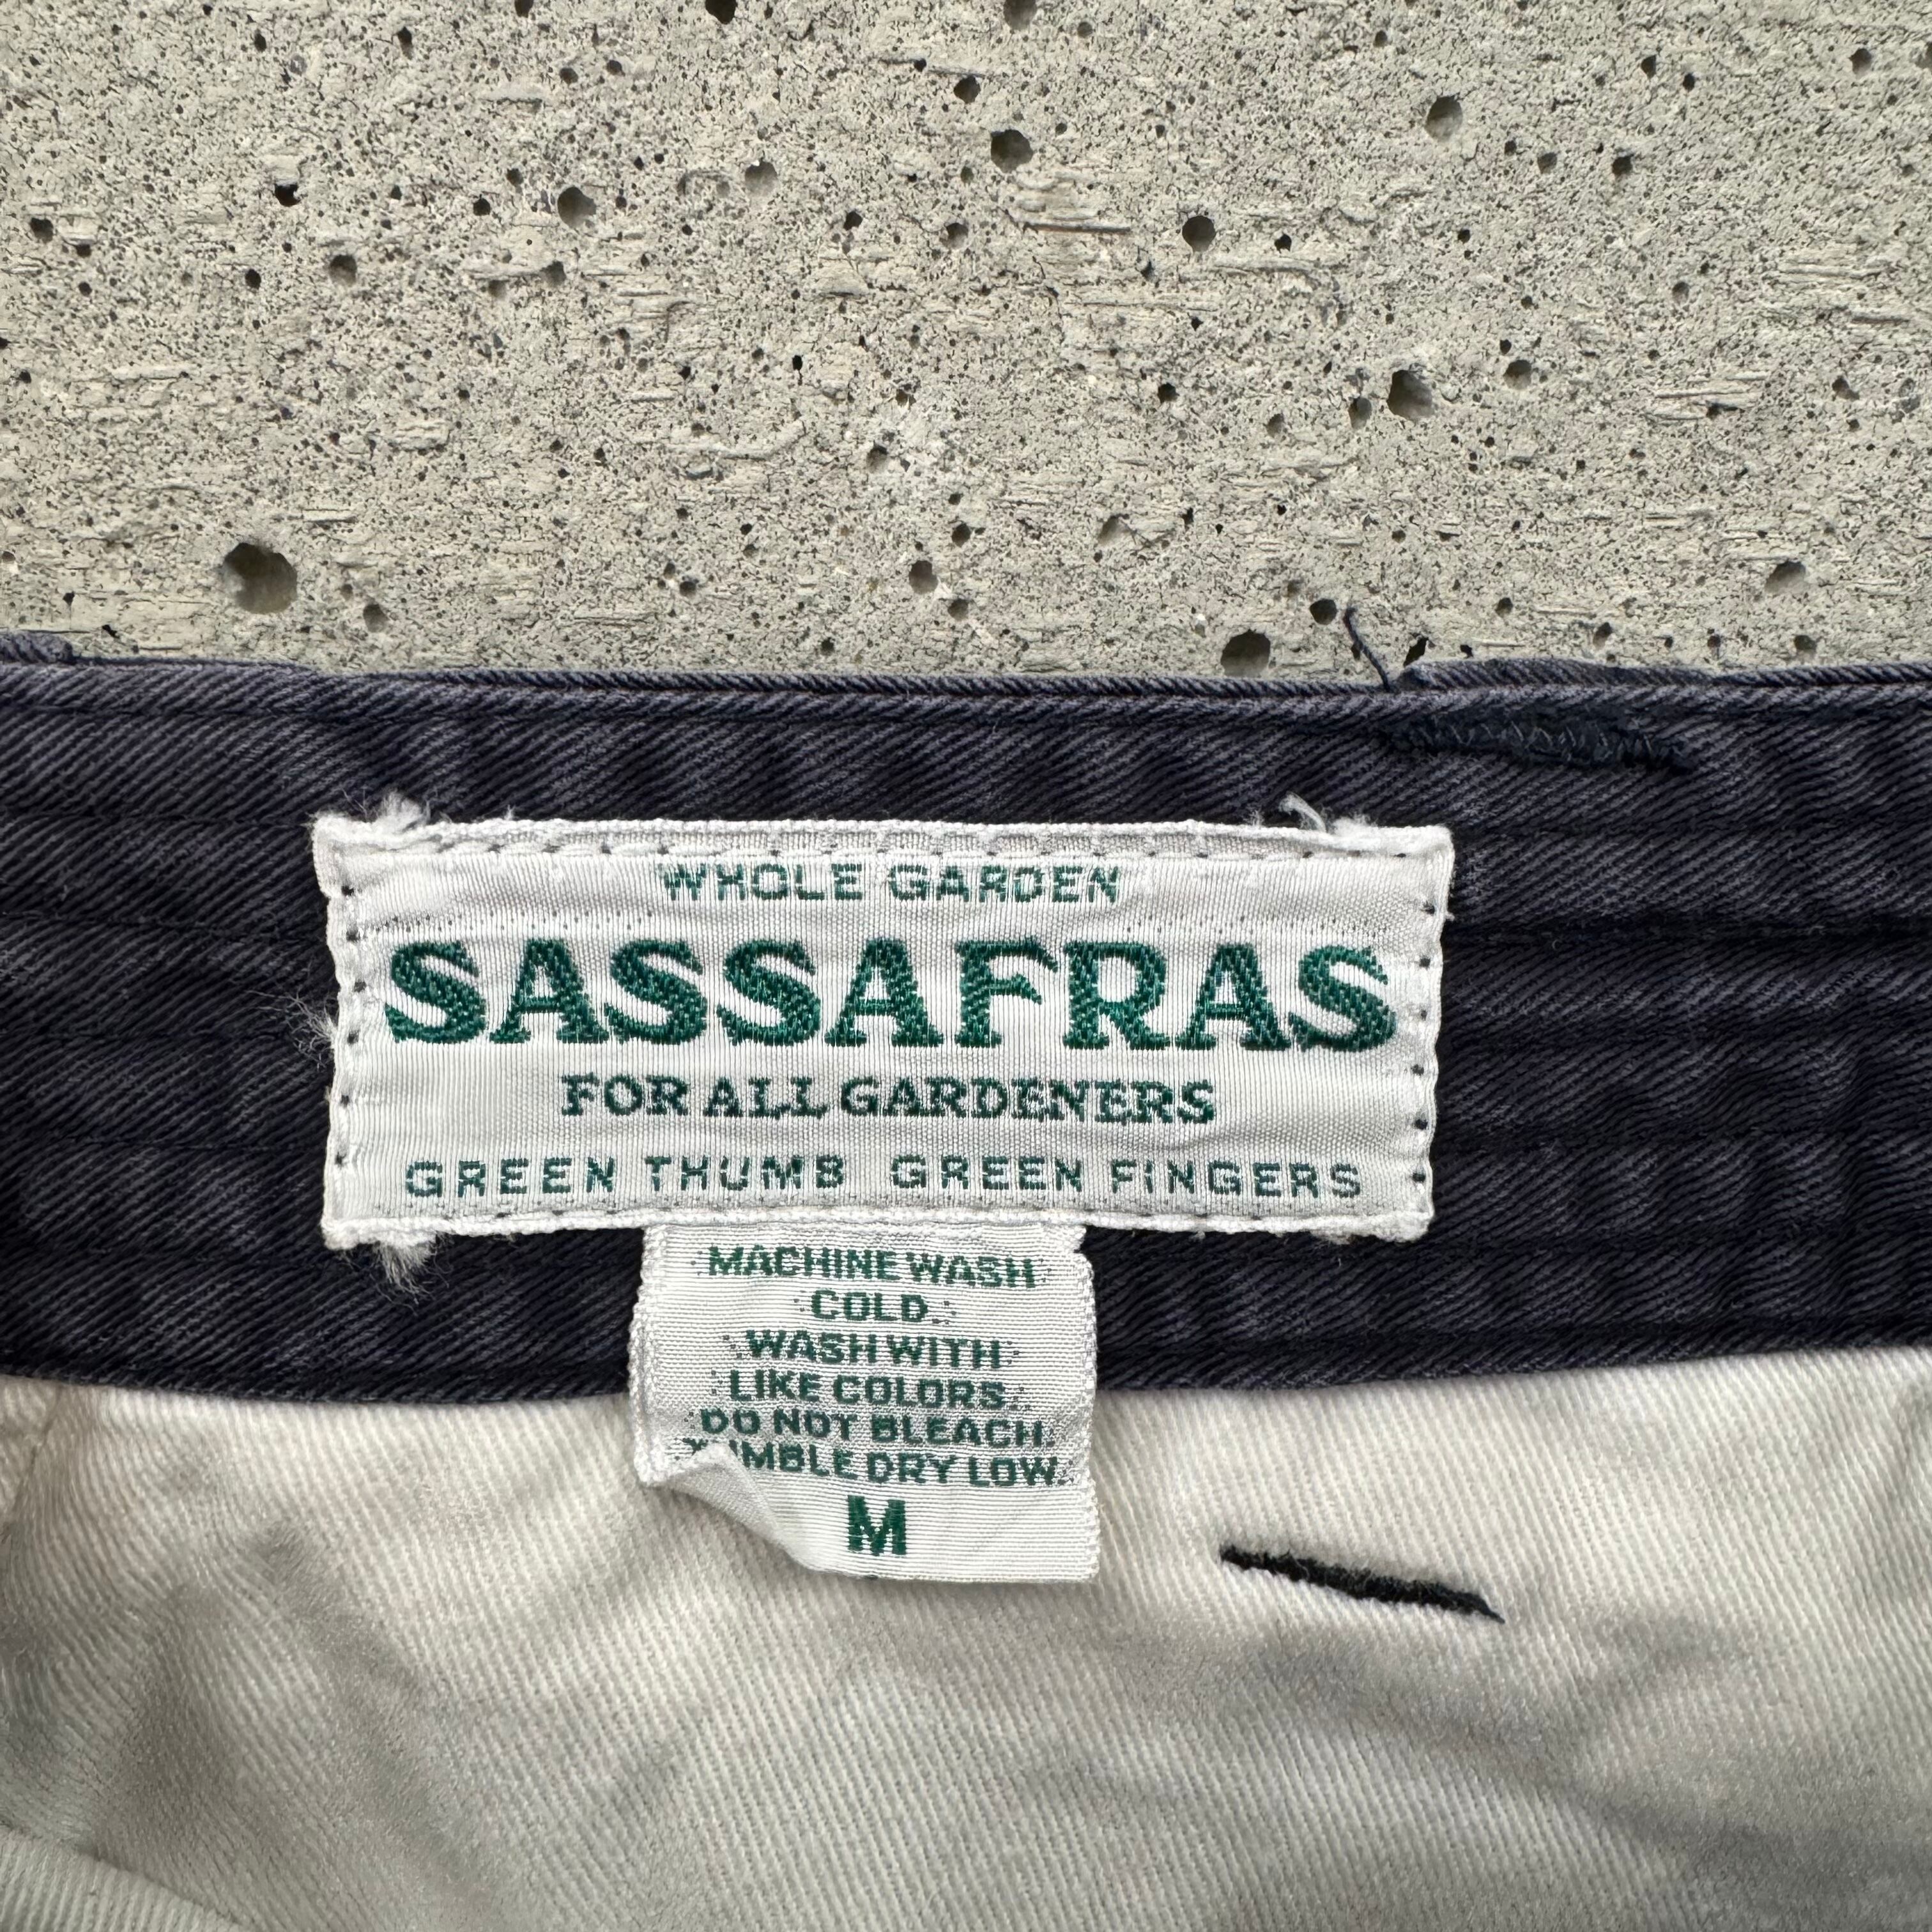 WHOLE GARDEN
SASSAFRAS
FOR ALL GARDENERS
GREEN THUMB GREEN FINGERS
MACHINE WASH
COLD.
WASH WITH
LIKE COLORS.
DO NOT BLEACH.
TUMBLE DRY LOW.
M